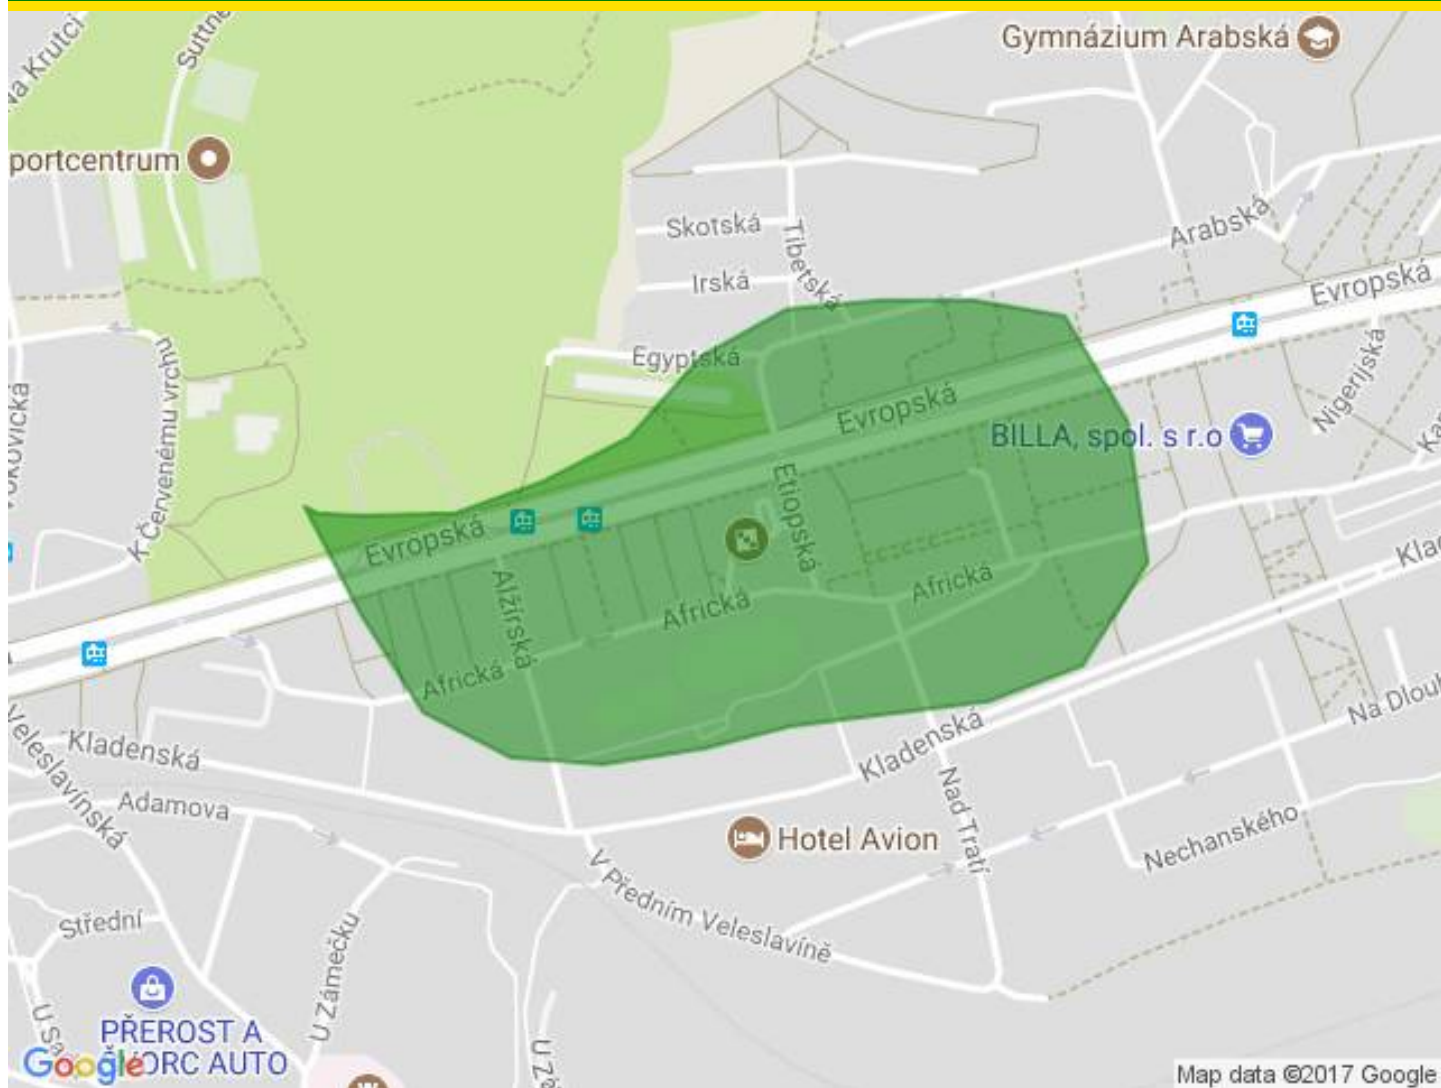 Gymnázium Arabská
Na Krutci
portcentrum
Skotská
Tibetská
Arabská
Irská
Evropská
Egyptská
K Červenému vrchu
Nigerijská
Evropská
BILLA, spol. s r.o
Etiopská
Evropská
Alžírská
Africká
Africká
Africká
Kladenská
Kladenská
Veleslavínská
Adamova
Nad Tratí
Hotel Avion
Nechanského
V Předním Veleslavíně
Střední
U Zámečku
PŘEROST A
Google ORC AUTO
Map data ©2017 Google